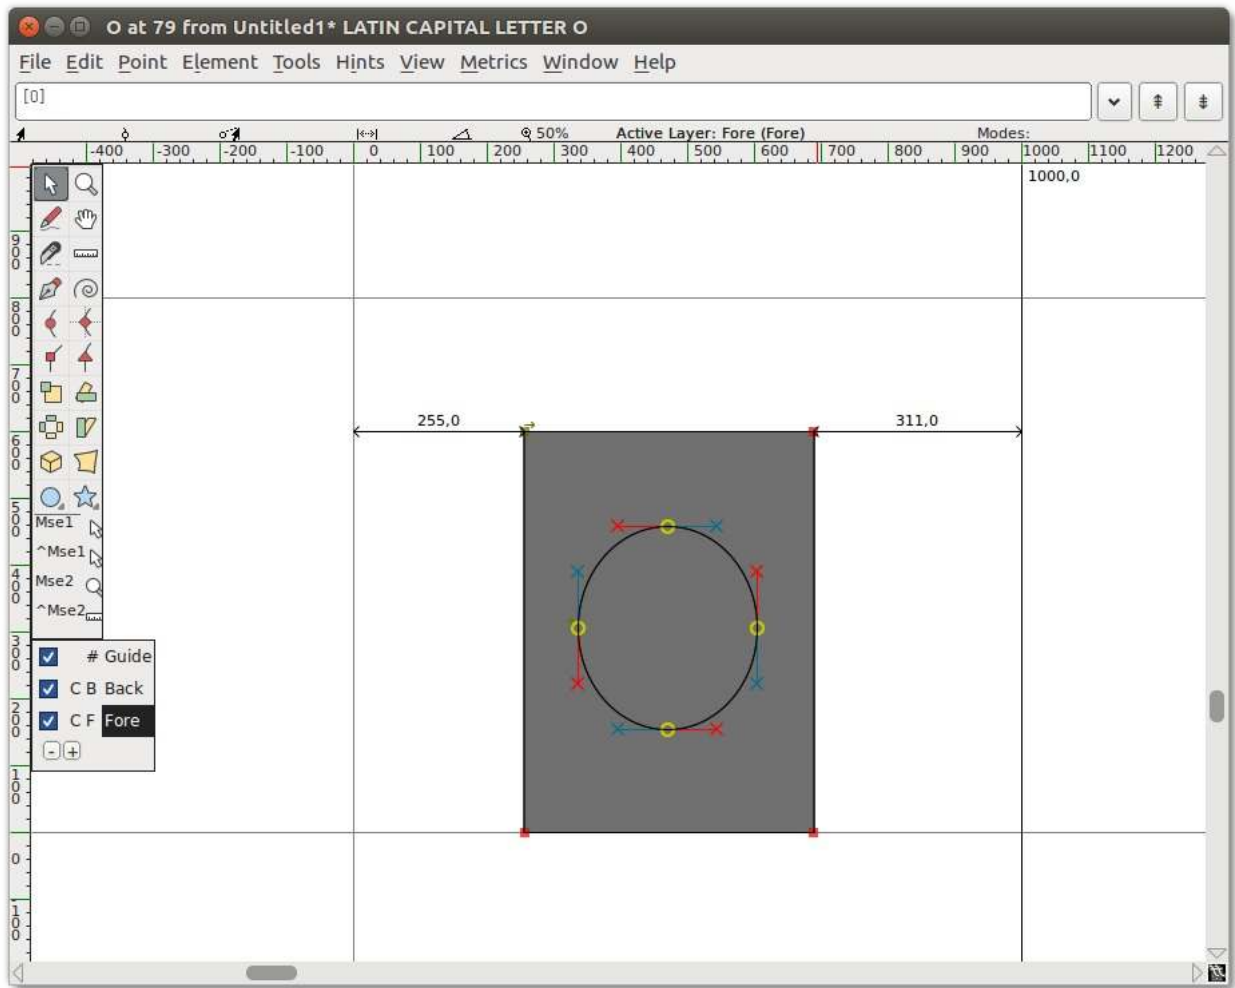 O at 79 from Untitled1* LATIN CAPITAL LETTER O
File Edit Point Element Tools Hints View Metrics Window Help
[0]
50% Active Layer: Fore (Fore) Modes:
-400 -300 -200 -100 0 100 200 300 400 500 600 700 800 900 1000 1100 1200
1000,0
900
800
700
255,0 311,0
600
500
Mse1
^Mse1
400
Mse2
^Mse2
300
# Guide
C B Back
200
C F Fore
- +
100
0
-100